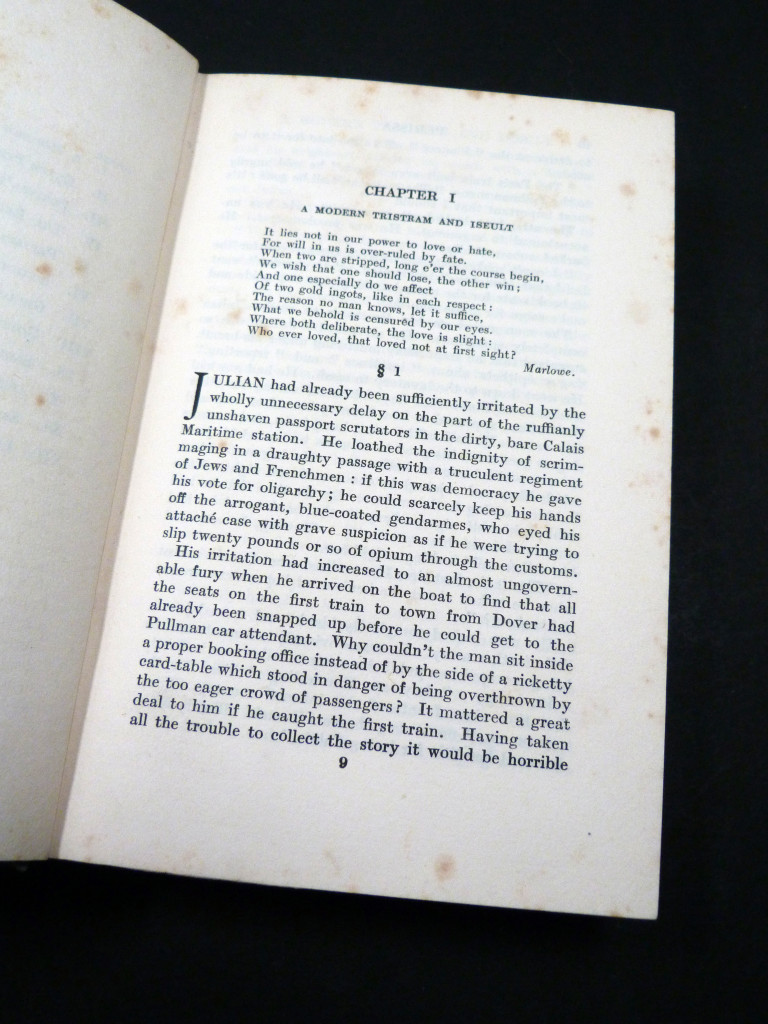 CHAPTER I
A MODERN TRISTRAM AND ISEULT
It lies not in our power to love or hate,
For will in us is over-ruled by fate.
When two are stripped, long e'er the course begin,
We wish that one should lose, the other win;
And one especially do we affect
Of two gold ingots, like in each respect:
The reason no man knows, let it suffice,
What we behold is censurēd by our eyes.
Where both deliberate, the love is slight:
Who ever loved, that loved not at first sight?
Marlowe.
§ 1
JULIAN had already been sufficiently irritated by the
wholly unnecessary delay on the part of the ruffianly
unshaven passport scrutators in the dirty, bare Calais
Maritime station. He loathed the indignity of scrim-
maging in a draughty passage with a truculent regiment
of Jews and Frenchmen: if this was democracy he gave
his vote for oligarchy; he could scarcely keep his hands
off the arrogant, blue-coated gendarmes, who eyed his
attaché case with grave suspicion as if he were trying to
slip twenty pounds or so of opium through the customs.
His irritation had increased to an almost ungovern-
able fury when he arrived on the boat to find that all
the seats on the first train to town from Dover had
already been snapped up before he could get to the
Pullman car attendant. Why couldn't the man sit inside
a proper booking office instead of by the side of a ricketty
card-table which stood in danger of being overthrown by
the too eager crowd of passengers? It mattered a great
deal to him if he caught the first train. Having taken
all the trouble to collect the story it would be horrible
9